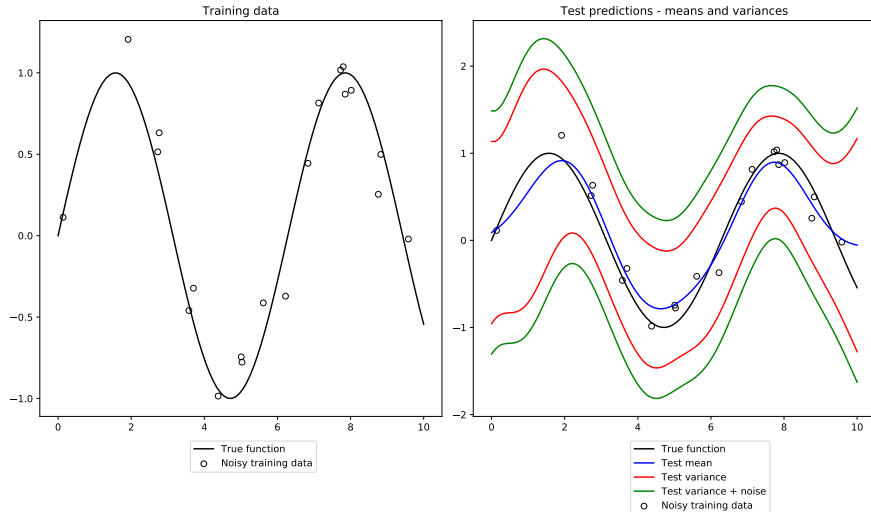 Training data
1.0
0.5
0.0
−0.5
−1.0
0 2 4 6 8 10
True function
Noisy training data
Test predictions - means and variances
2
1
0
−1
−2
0 2 4 6 8 10
True function
Test mean
Test variance
Test variance + noise
Noisy training data